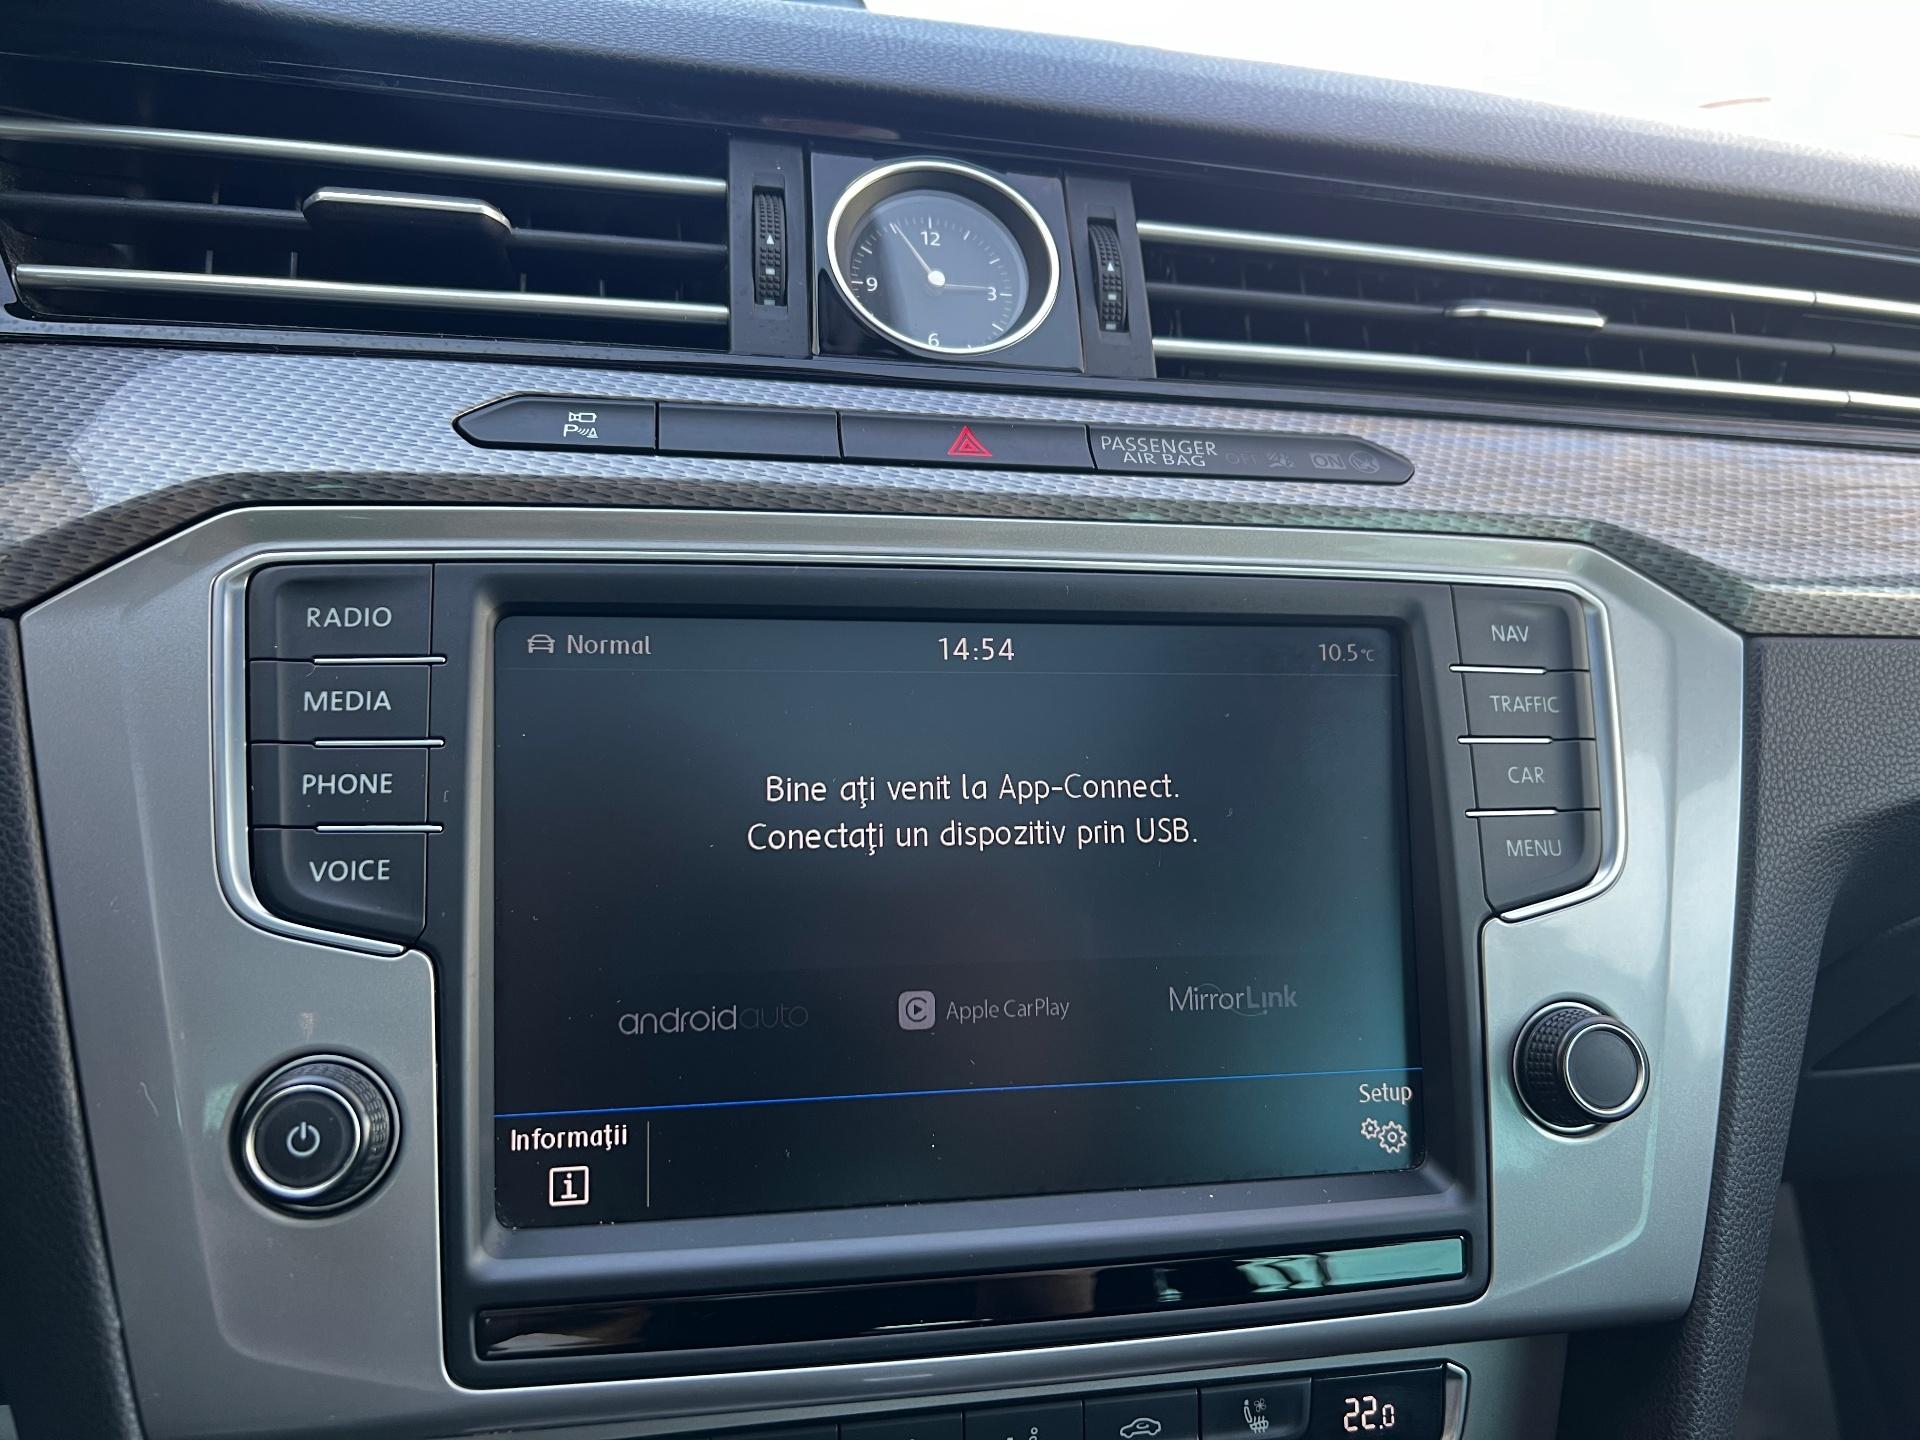 12
9
3
6
P
PASSENGER
AIR BAG OFF ON
RADIO
MEDIA
PHONE
VOICE
Normal
14:54
10.5°C
Bine aţi venit la App-Connect.
Conectaţi un dispozitiv prin USB.
androidauto
Apple CarPlay
MirrorLink
Informaţii
i
Setup
NAV
TRAFFIC
CAR
MENU
22.0